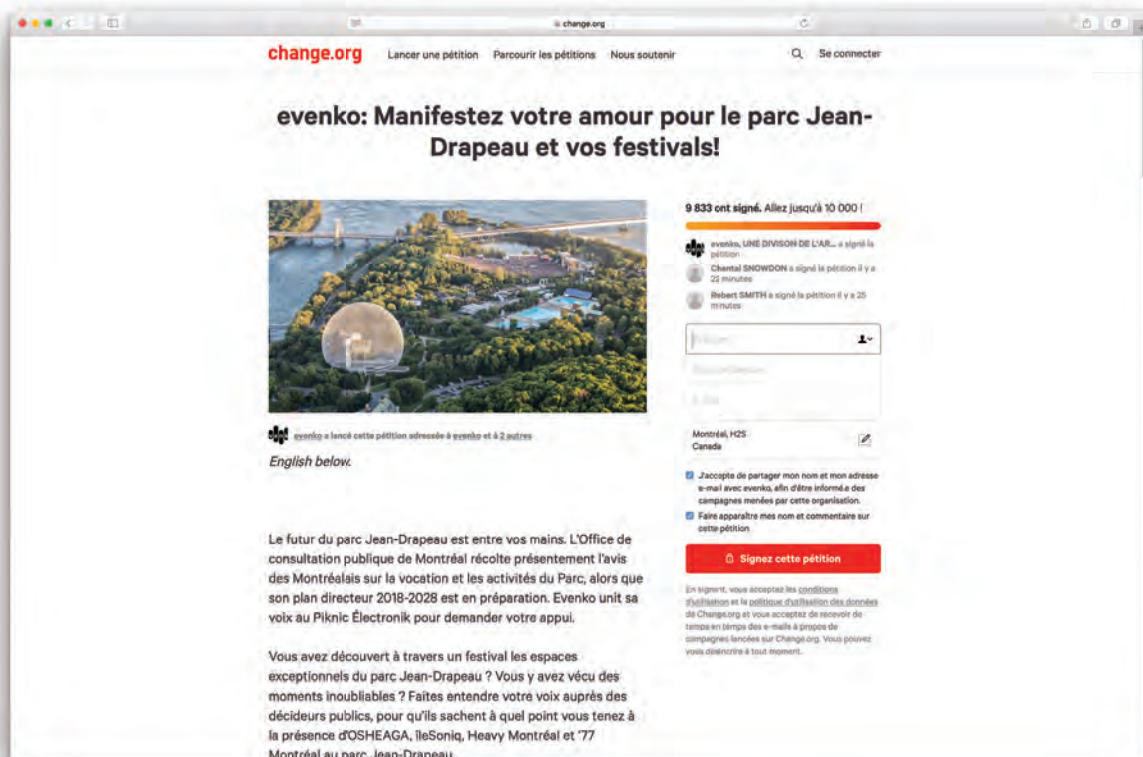 change.org
change.org
Lancer une pétition Parcourir les pétitions Nous soutenir
Se connecter
evenko: Manifestez votre amour pour le parc Jean-
Drapeau et vos festivals!
evenko a lancé cette pétition adressée à evenko et à 2 autres
English below.
Le futur du parc Jean-Drapeau est entre vos mains. L'Office de
consultation publique de Montréal récolte présentement l'avis
des Montréalais sur la vocation et les activités du Parc, alors que
son plan directeur 2018-2028 est en préparation. Evenko unit sa
voix au Piknic Électronik pour demander votre appui.
Vous avez découvert à travers un festival les espaces
exceptionnels du parc Jean-Drapeau ? Vous y avez vécu des
moments inoubliables ? Faites entendre votre voix auprès des
décideurs publics, pour qu'ils sachent à quel point vous tenez à
la présence d'OSHEAGA, îleSoniq, Heavy Montréal et '77
Montréal au parc Jean-Drapeau.
9 833 ont signé. Allez jusqu'à 10 000 !
evenko, UNE DIVISON DE L'AR... a signé la
pétition
Chantal SNOWDON a signé la pétition il y a
22 minutes
Robert SMITH a signé la pétition il y a 25
minutes
Montréal, H2S
Canada
J'accepte de partager mon nom et mon adresse
e-mail avec evenko, afin d'être informé.e des
campagnes menées par cette organisation.
Faire apparaître mes nom et commentaire sur
cette pétition
Signez cette pétition
En signant, vous acceptez les conditions
d'utilisation et la politique d'utilisation des données
de Change.org et vous acceptez de recevoir de
temps en temps des e-mails à propos de
campagnes lancées sur Change.org. Vous pouvez
vous désinscrire à tout moment.